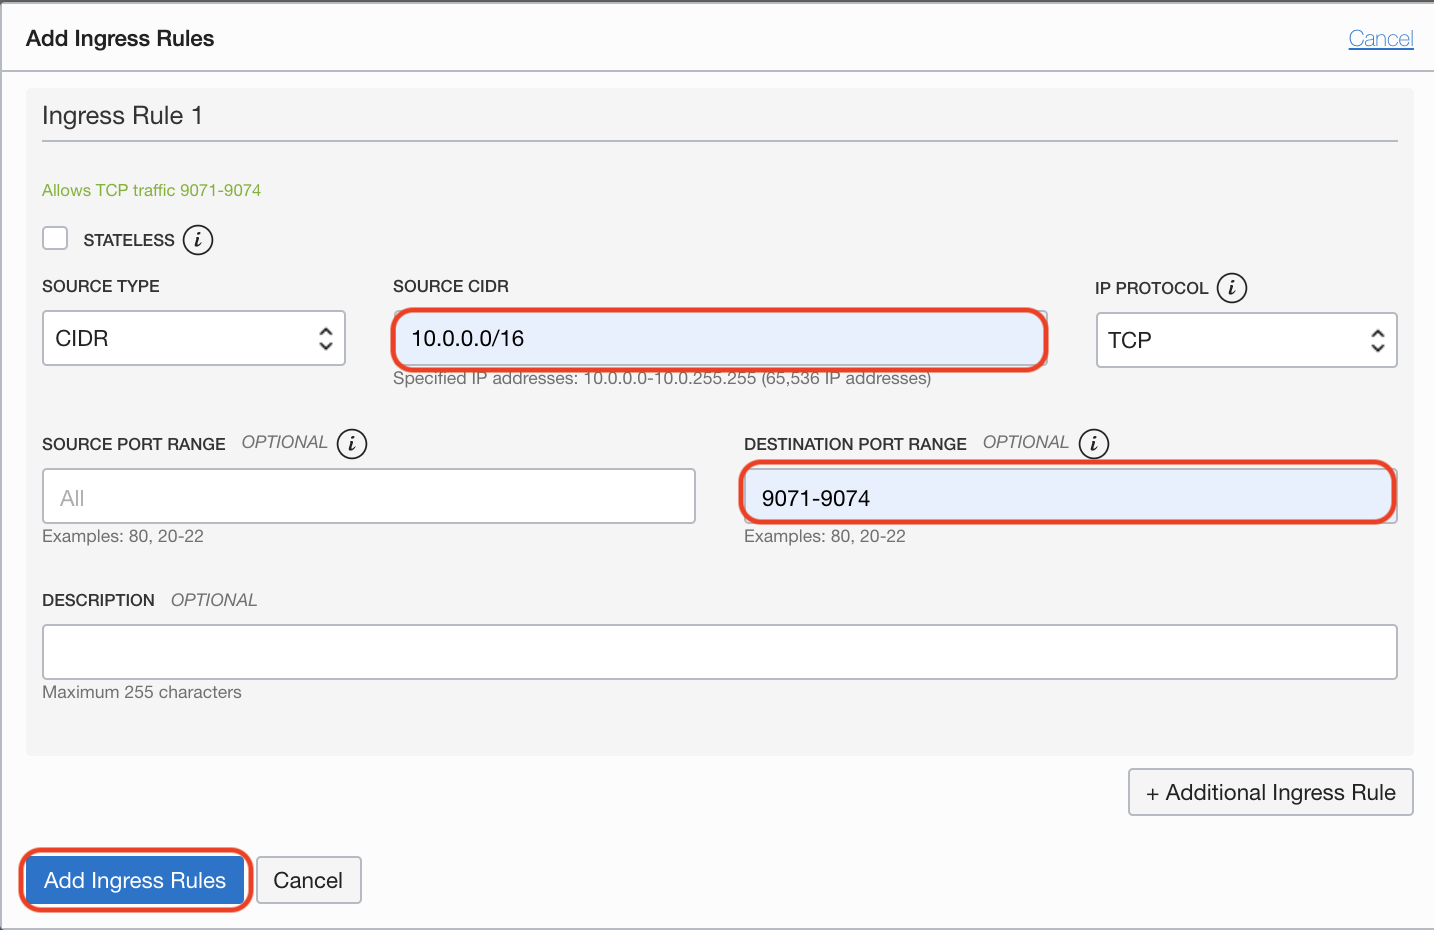 Add Ingress Rules
Cancel
Ingress Rule 1
Allows TCP traffic 9071-9074
STATELESS i
SOURCE TYPE
SOURCE CIDR
IP PROTOCOL i
CIDR
10.0.0.0/16
TCP
Specified IP addresses: 10.0.0.0-10.0.255.255 (65,536 IP addresses)
SOURCE PORT RANGE OPTIONAL i
DESTINATION PORT RANGE OPTIONAL i
All
9071-9074
Examples: 80, 20-22
Examples: 80, 20-22
DESCRIPTION OPTIONAL
Maximum 255 characters
+ Additional Ingress Rule
Add Ingress Rules
Cancel